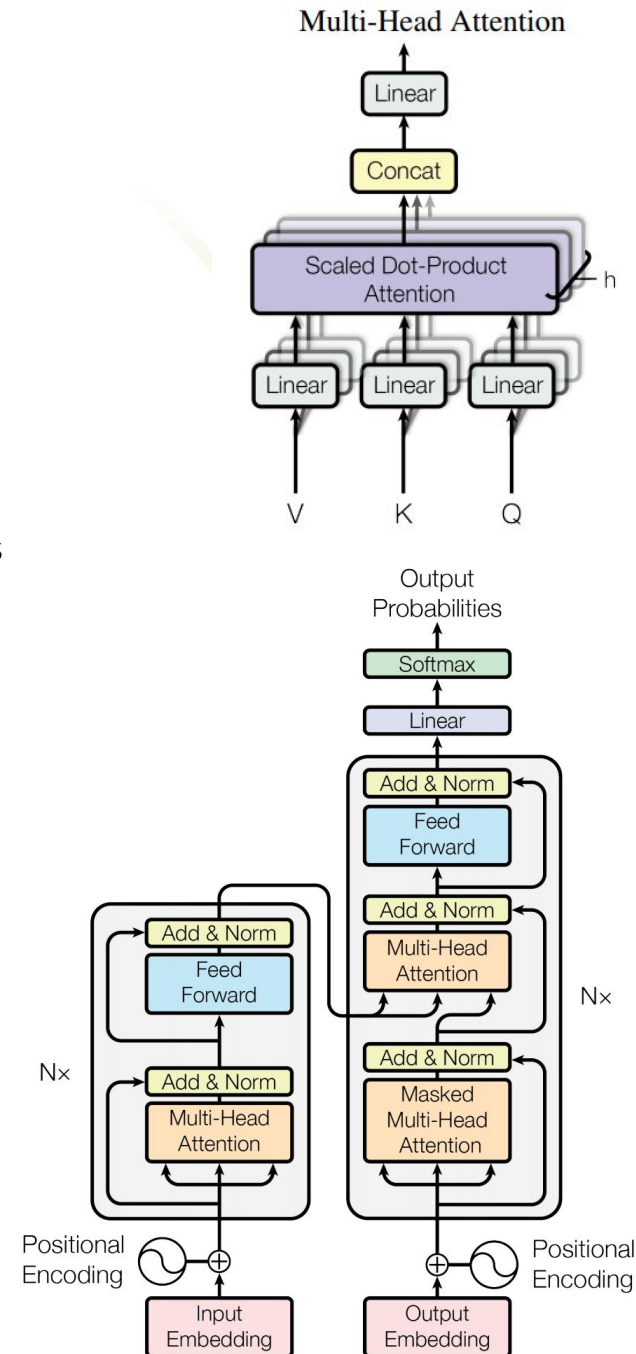 Multi-Head Attention
Linear
Concat
Scaled Dot-Product
Attention
h
Linear
Linear
Linear
V
K
Q
s
Output
Probabilities
Softmax
Linear
Add & Norm
Feed
Forward
Add & Norm
Multi-Head
Attention
Add & Norm
Feed
Forward
N×
Add & Norm
Masked
Multi-Head
Attention
N×
Add & Norm
Multi-Head
Attention
Positional
Encoding
Positional
Encoding
Input
Embedding
Output
Embedding